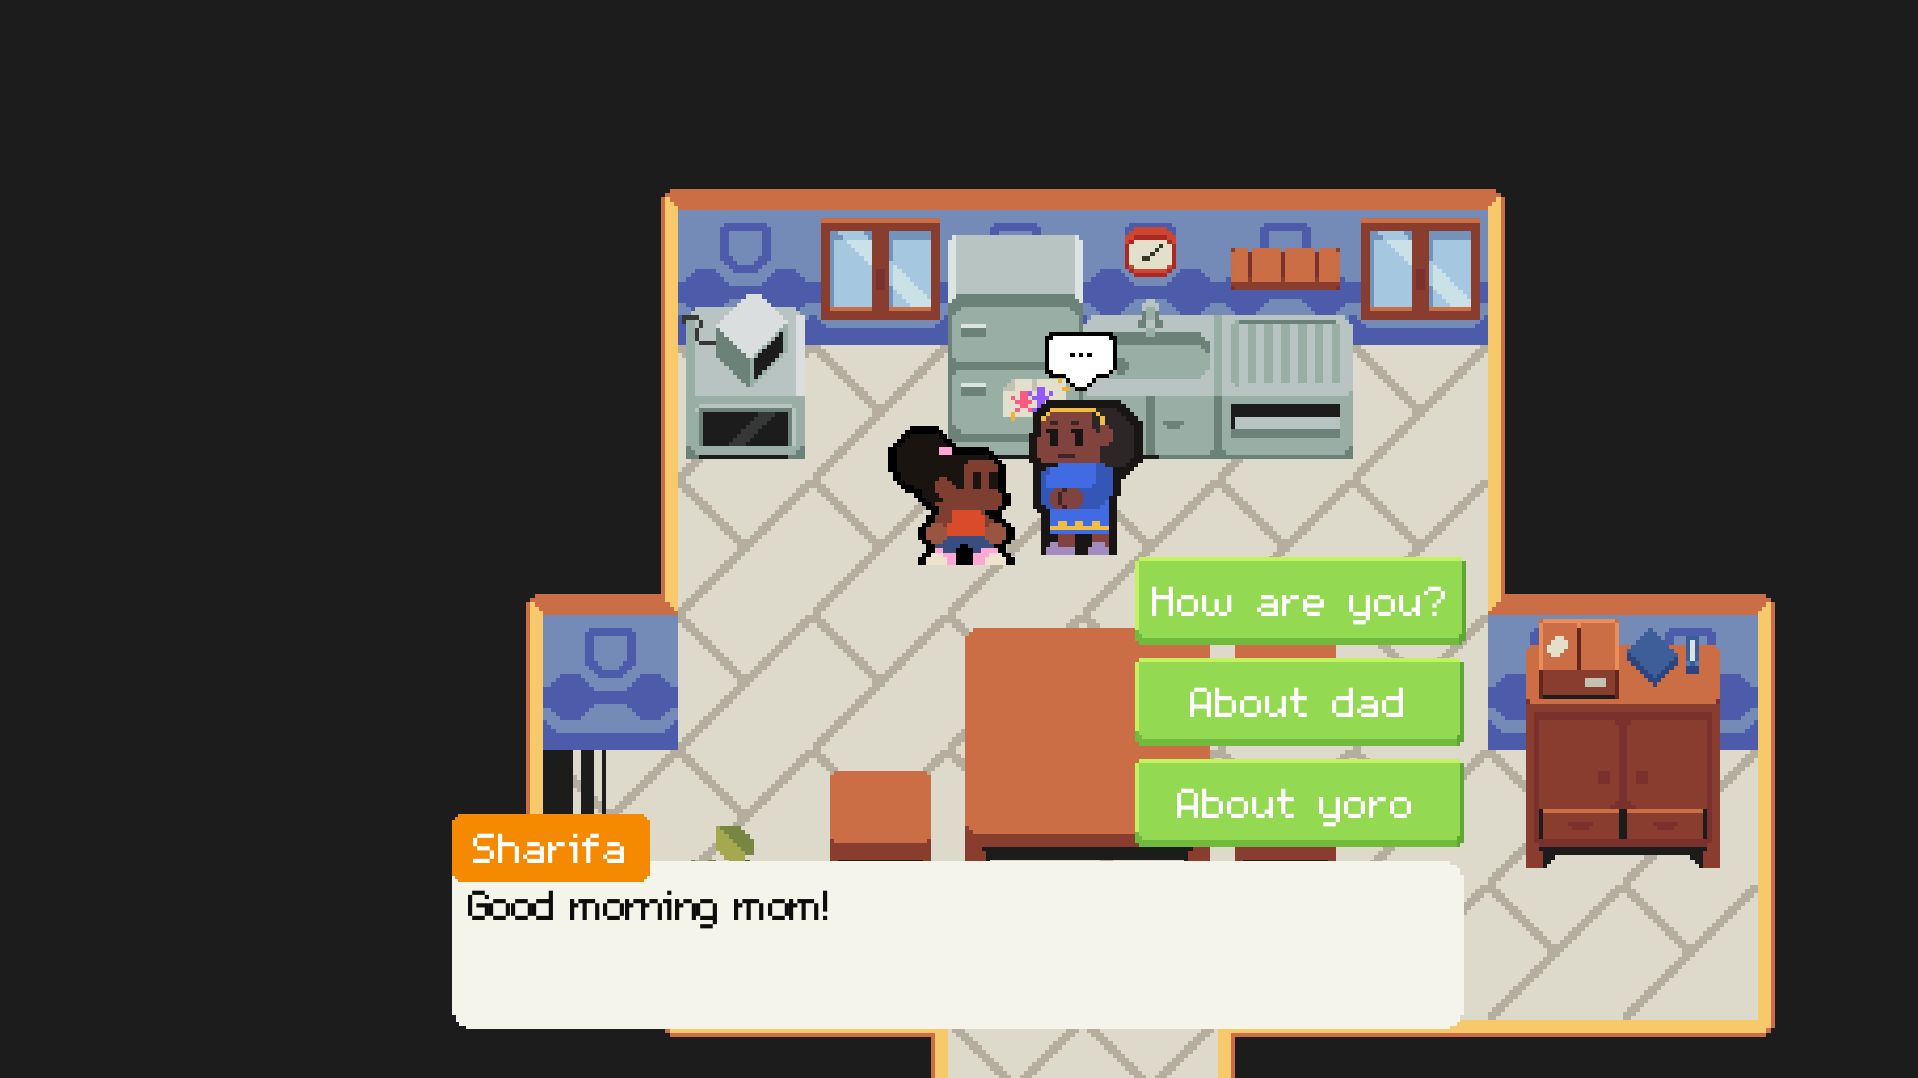 ...
How are you?
About dad
About yoro
Sharifa
Good morning mom!